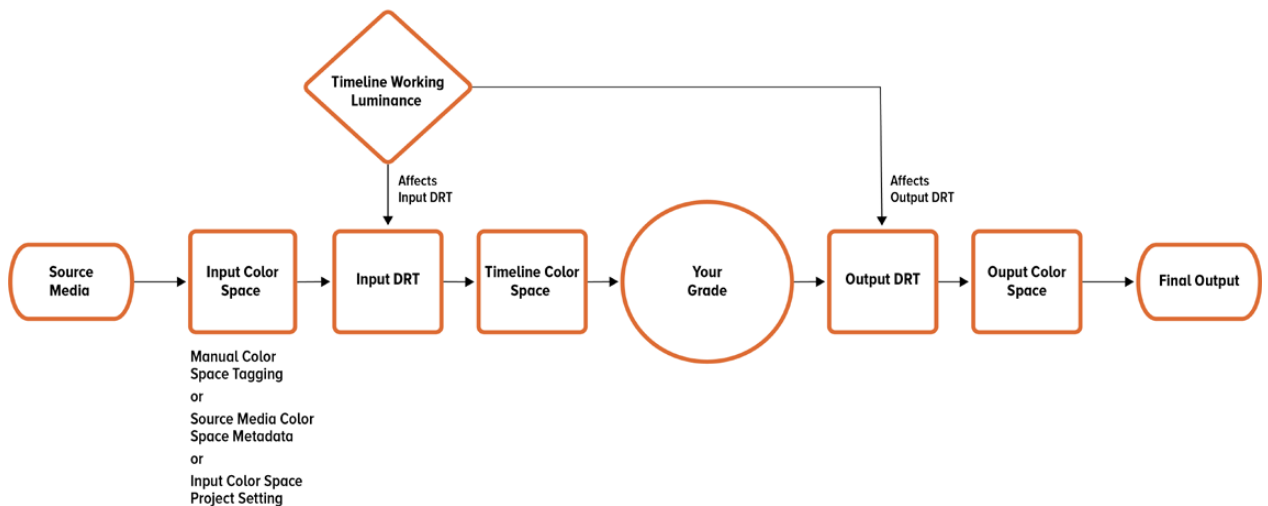 Timeline Working
Luminance
Affects
Input DRT
Affects
Output DRT
Source
Media
Input Color
Space
Input DRT
Timeline Color
Space
Your
Grade
Output DRT
Ouput Color
Space
Final Output
Manual Color
Space Tagging
or
Source Media Color
Space Metadata
or
Input Color Space
Project Setting